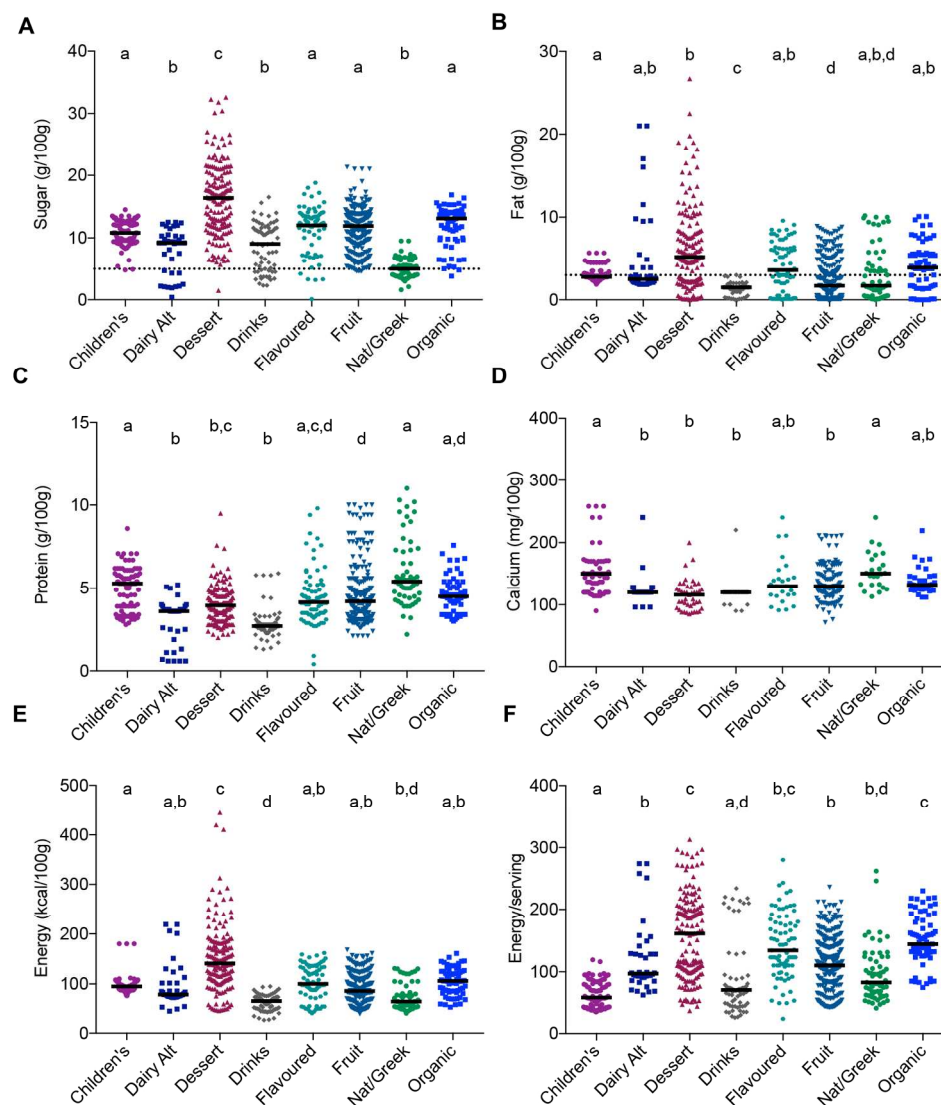 A
B
Sugar (g/100g)
40
30
20
10
0
a b c b a a b a
Children's Dairy Alt Dessert Drinks Flavoured Fruit Nat/Greek Organic
Fat (g/100g)
30
20
10
0
a a,b b c a,b d a,b,d a,b
Children's Dairy Alt Dessert Drinks Flavoured Fruit Nat/Greek Organic
C
D
Protein (g/100g)
15
10
5
0
a b b,c b a,c,d d a a,d
Children's Dairy Alt Dessert Drinks Flavoured Fruit Nat/Greek Organic
Calcium (mg/100g)
400
300
200
100
0
a b b b a,b b a a,b
Children's Dairy Alt Dessert Drinks Flavoured Fruit Nat/Greek Organic
E
F
Energy (kcal/100g)
500
400
300
200
100
0
a a,b c d a,b a,b b,d a,b
Children's Dairy Alt Dessert Drinks Flavoured Fruit Nat/Greek Organic
Energy/serving
400
300
200
100
0
a b c a,d b,c b b,d c
Children's Dairy Alt Dessert Drinks Flavoured Fruit Nat/Greek Organic